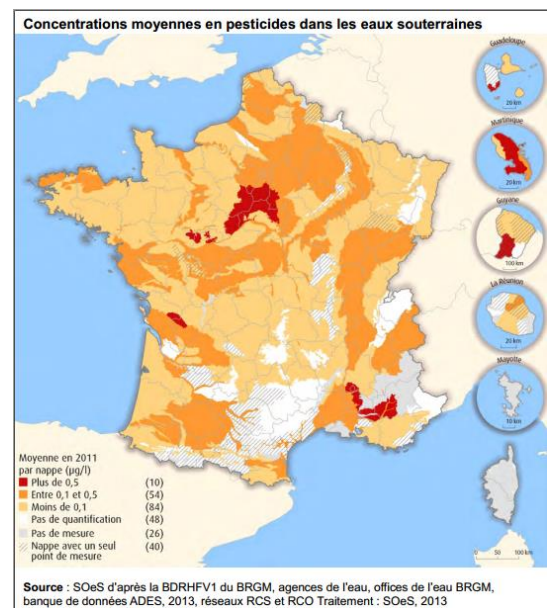 Concentrations moyennes en pesticides dans les eaux souterraines
Guadeloupe
20 km
Martinique
20 km
Guyane
100 km
La Réunion
20 km
Mayotte
10 km
Moyenne en 2011
par nappe (µg/l)
Plus de 0,5 (10)
Entre 0,1 et 0,5 (54)
Moins de 0,1 (84)
Pas de quantification (48)
Pas de mesure (26)
Nappe avec un seul (40)
point de mesure
0 50 100 km
Source : SOeS d'après la BDRHFV1 du BRGM, agences de l'eau, offices de l'eau BRGM,
banque de données ADES, 2013, réseaux RCS et RCO Traitement : SOeS, 2013